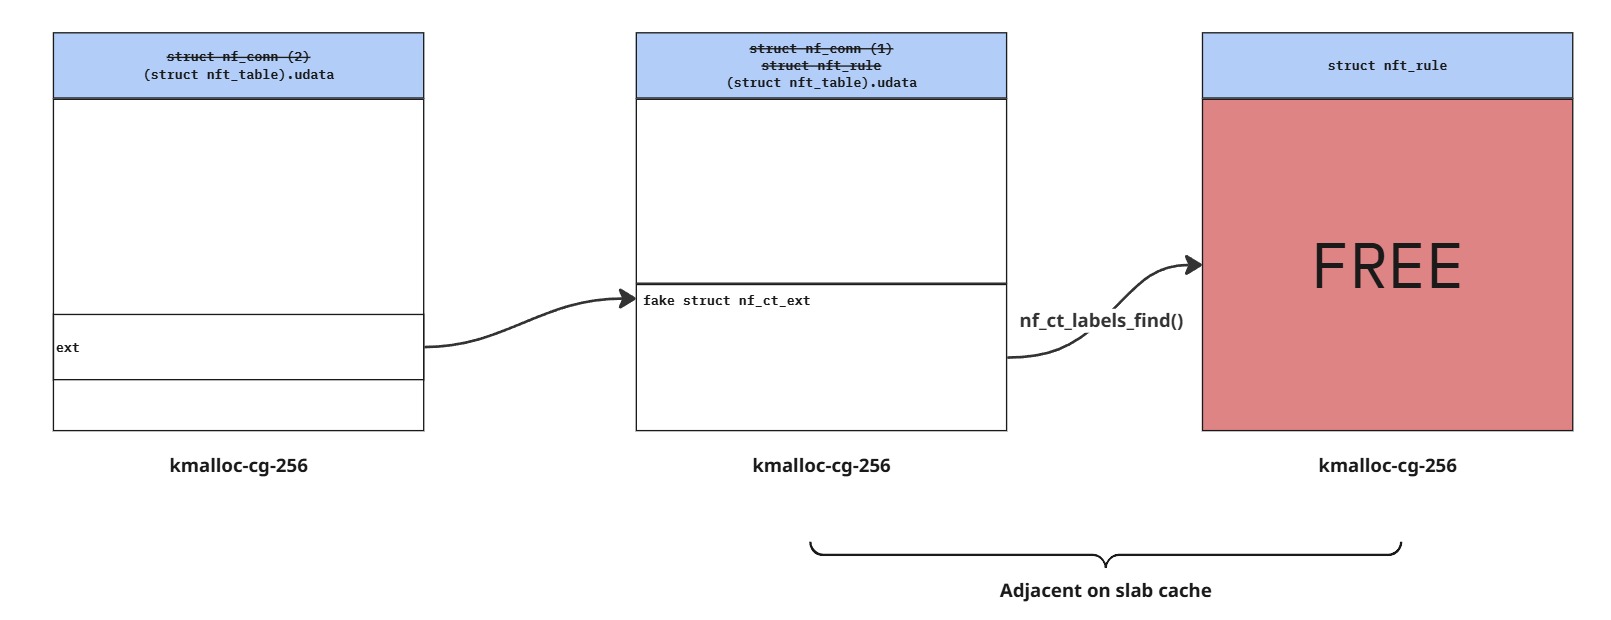 struct nf_conn (2)
(struct nft_table).udata
struct nf_conn (1)
struct nft_rule
(struct nft_table).udata
struct nft_rule
FREE
fake struct nf_ct_ext
nf_ct_labels_find()
ext
kmalloc-cg-256
kmalloc-cg-256
kmalloc-cg-256
Adjacent on slab cache